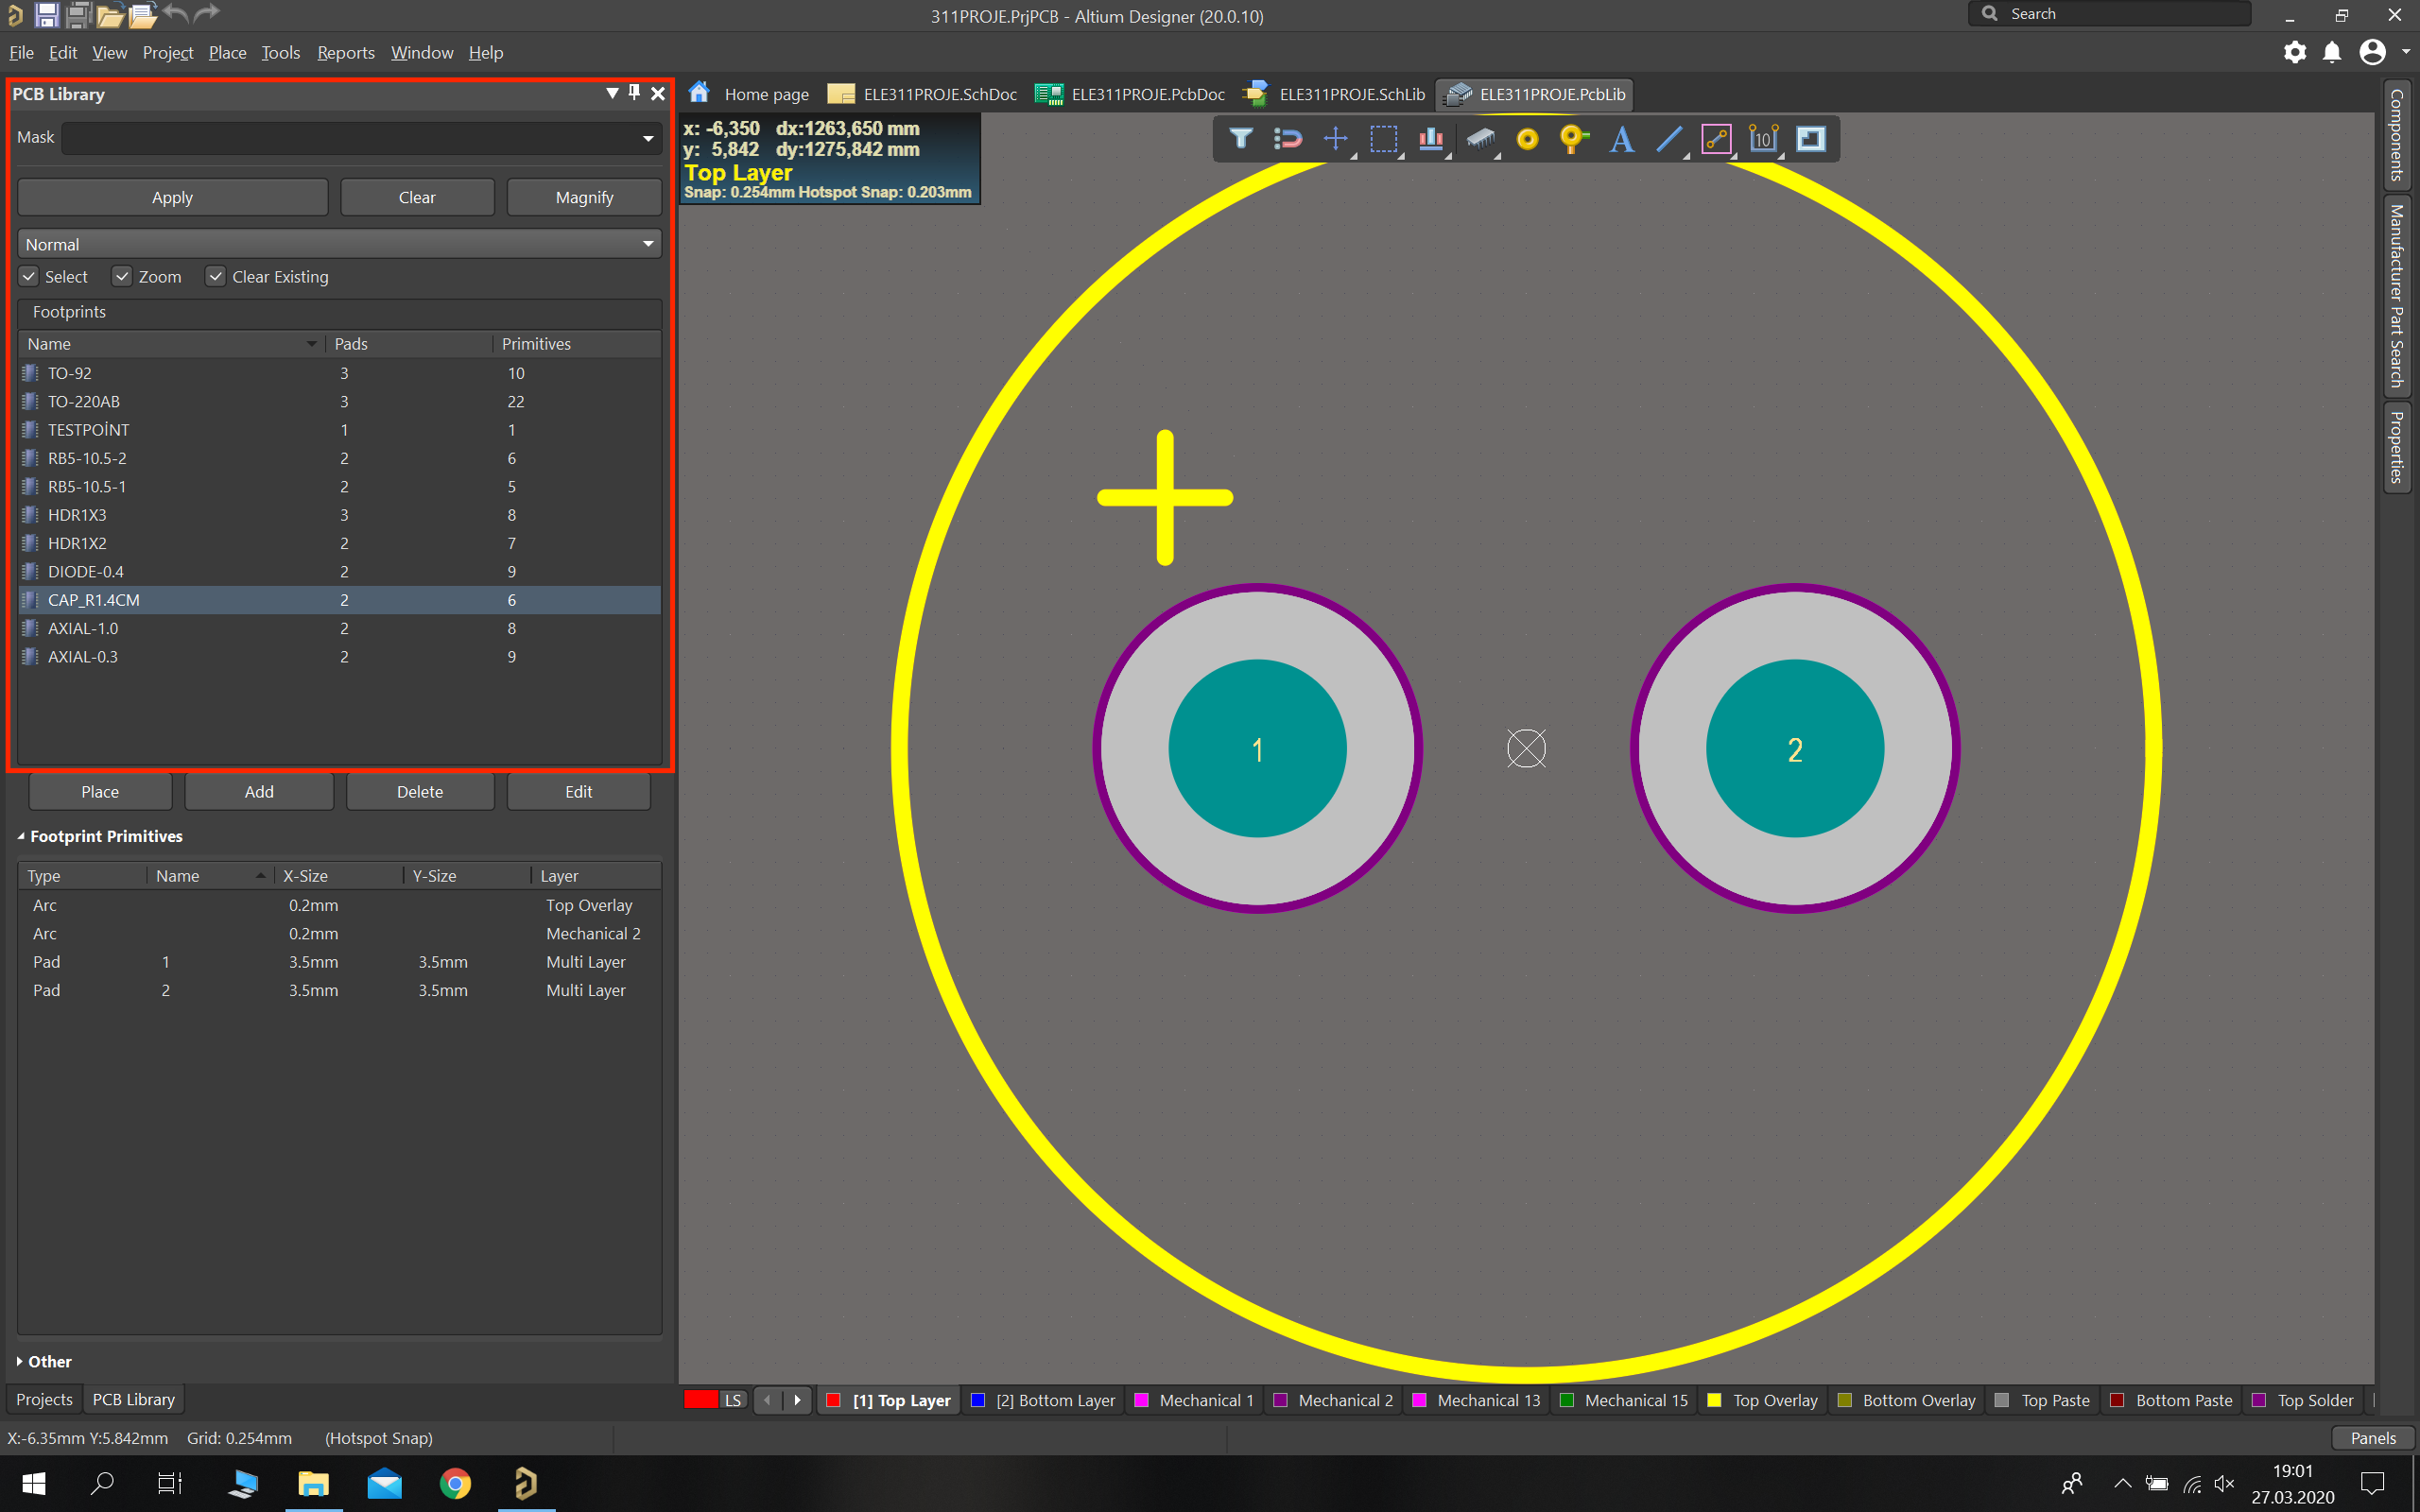 311PROJE.PrjPCB - Altium Designer (20.0.10)
Search
File Edit View Project Place Tools Reports Window Help
PCB Library
Home page ELE311PROJE.SchDoc ELE311PROJE.PcbDoc ELE311PROJE.SchLib ELE311PROJE.PcbLib
Mask
Apply Clear Magnify
Normal
Select Zoom Clear Existing
Footprints
Name Pads Primitives
TO-92 3 10
TO-220AB 3 22
TESTPOİNT 1 1
RB5-10.5-2 2 6
RB5-10.5-1 2 5
HDR1X3 3 8
HDR1X2 2 7
DIODE-0.4 2 9
CAP_R1.4CM 2 6
AXIAL-1.0 2 8
AXIAL-0.3 2 9
Place Add Delete Edit
Footprint Primitives
Type Name X-Size Y-Size Layer
Arc 0.2mm Top Overlay
Arc 0.2mm Mechanical 2
Pad 1 3.5mm 3.5mm Multi Layer
Pad 2 3.5mm 3.5mm Multi Layer
Other
Projects PCB Library
x: -6,350 dx:1263,650 mm
y: 5,842 dy:1275,842 mm
Top Layer
Snap: 0.254mm Hotspot Snap: 0.203mm
A
10
1
2
Components
Manufacturer Part Search
Properties
LS [1] Top Layer [2] Bottom Layer Mechanical 1 Mechanical 2 Mechanical 13 Mechanical 15 Top Overlay Bottom Overlay Top Paste Bottom Paste Top Solder
X:-6.35mm Y:5.842mm Grid: 0.254mm (Hotspot Snap)
Panels
19:01
27.03.2020